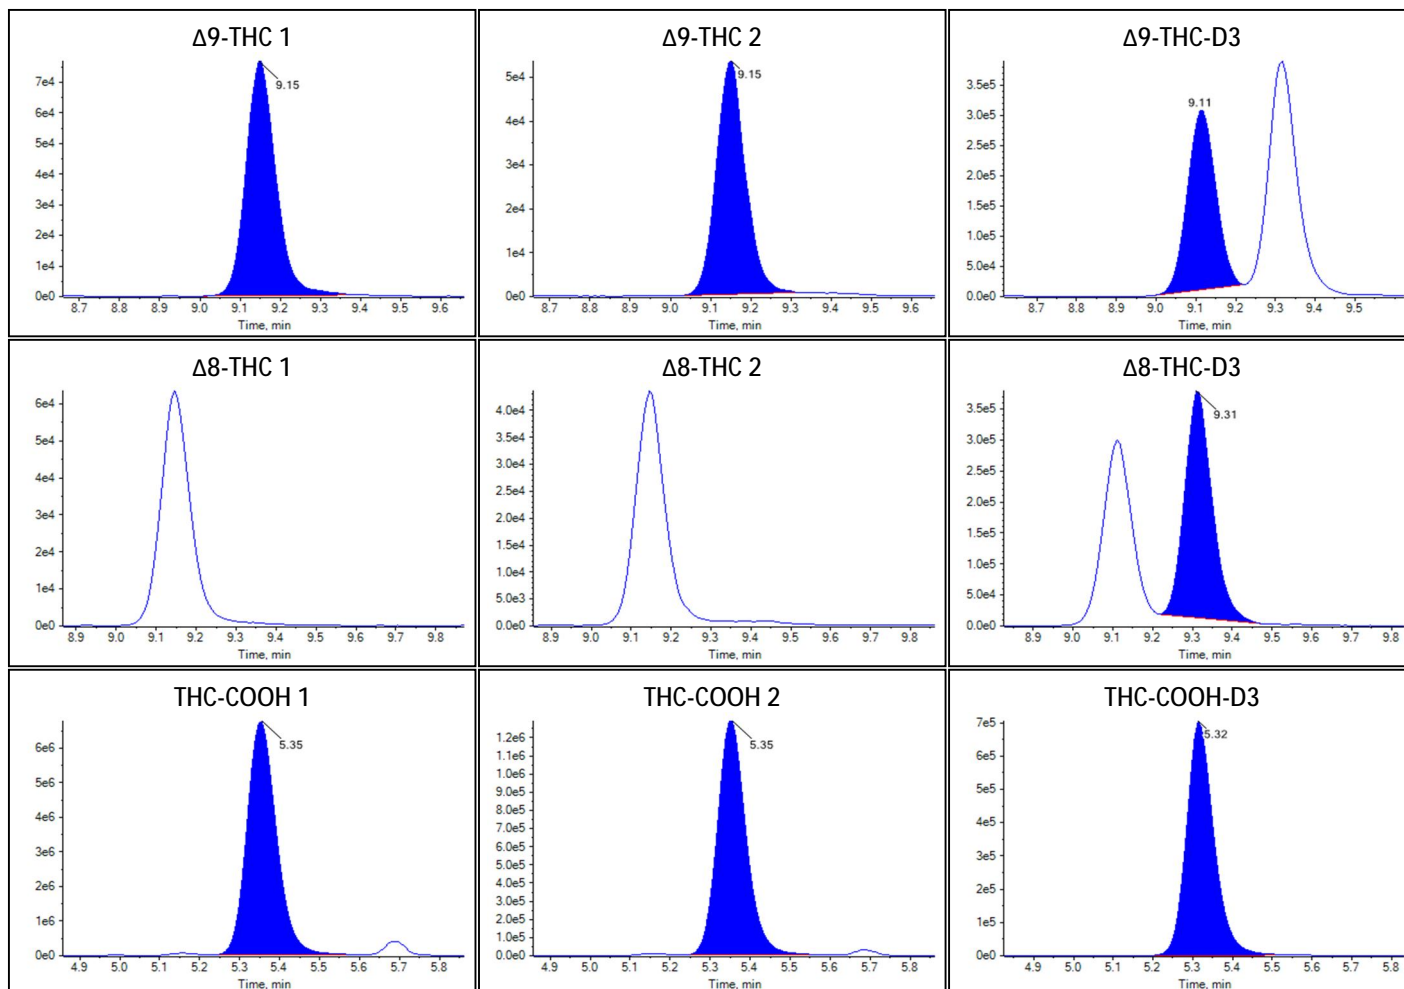 Δ9-THC 1
7e4
6e4
5e4
4e4
3e4
2e4
1e4
0e0
9.15
8.7 8.8 8.9 9.0 9.1 9.2 9.3 9.4 9.5 9.6
Time, min
Δ9-THC 2
5e4
4e4
3e4
2e4
1e4
0e0
9.15
8.7 8.8 8.9 9.0 9.1 9.2 9.3 9.4 9.5 9.6
Time, min
Δ9-THC-D3
3.5e5
3.0e5
2.5e5
2.0e5
1.5e5
1.0e5
5.0e4
0.0e0
9.11
8.7 8.8 8.9 9.0 9.1 9.2 9.3 9.4 9.5
Time, min
Δ8-THC 1
6e4
5e4
4e4
3e4
2e4
1e4
0e0
8.9 9.0 9.1 9.2 9.3 9.4 9.5 9.6 9.7 9.8
Time, min
Δ8-THC 2
4.0e4
3.5e4
3.0e4
2.5e4
2.0e4
1.5e4
1.0e4
5.0e3
0.0e0
8.9 9.0 9.1 9.2 9.3 9.4 9.5 9.6 9.7 9.8
Time, min
Δ8-THC-D3
3.5e5
3.0e5
2.5e5
2.0e5
1.5e5
1.0e5
5.0e4
0.0e0
9.31
8.9 9.0 9.1 9.2 9.3 9.4 9.5 9.6 9.7 9.8
Time, min
THC-COOH 1
6e6
5e6
4e6
3e6
2e6
1e6
0e0
5.35
4.9 5.0 5.1 5.2 5.3 5.4 5.5 5.6 5.7 5.8
Time, min
THC-COOH 2
1.2e6
1.1e6
1.0e6
9.0e5
8.0e5
7.0e5
6.0e5
5.0e5
4.0e5
3.0e5
2.0e5
1.0e5
0.0e0
5.35
4.9 5.0 5.1 5.2 5.3 5.4 5.5 5.6 5.7 5.8
Time, min
THC-COOH-D3
7e5
6e5
5e5
4e5
3e5
2e5
1e5
0e0
5.32
4.9 5.0 5.1 5.2 5.3 5.4 5.5 5.6 5.7 5.8
Time, min